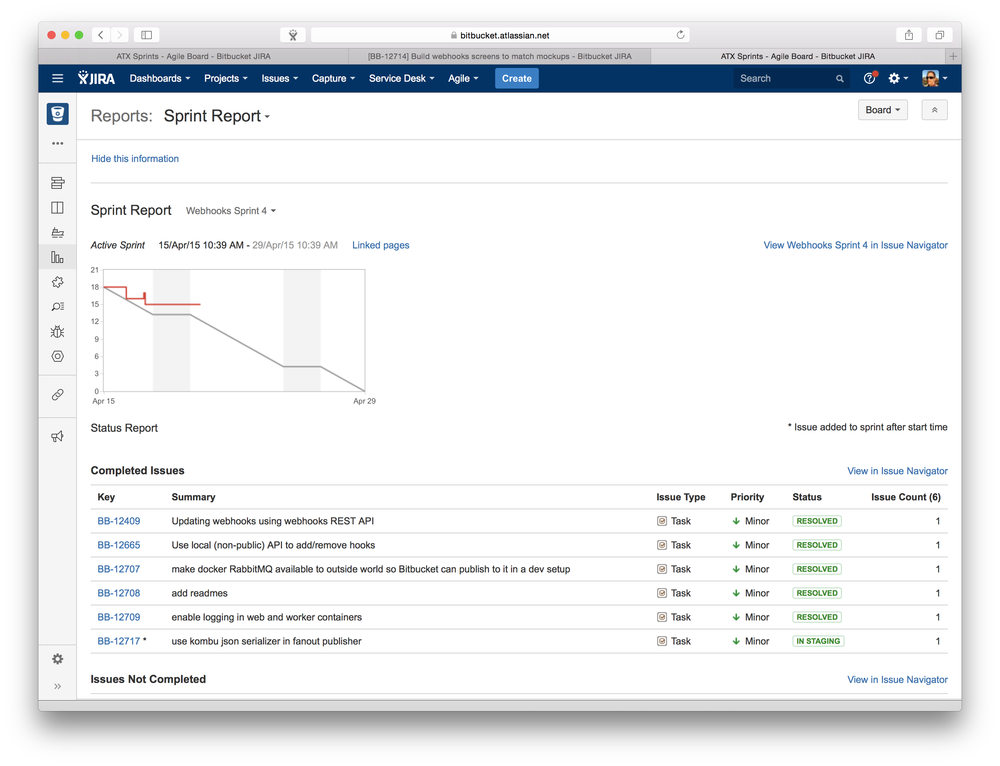 bitbucket.atlassian.net
ATX Sprints - Agile Board - Bitbucket JIRA
[BB-12714] Build webhooks screens to match mockups - Bitbucket JIRA
ATX Sprints - Agile Board - Bitbucket JIRA
JIRA Dashboards Projects Issues Capture Service Desk Agile Create Search
Reports: Sprint Report Board
Hide this information
Sprint Report Webhooks Sprint 4
Active Sprint 15/Apr/15 10:39 AM - 29/Apr/15 10:39 AM Linked pages View Webhooks Sprint 4 in Issue Navigator
21
18
15
12
9
6
3
0
Apr 15 Apr 29
Status Report * Issue added to sprint after start time
Completed Issues View in Issue Navigator
Key Summary Issue Type Priority Status Issue Count (6)
BB-12409 Updating webhooks using webhooks REST API Task Minor RESOLVED 1
BB-12665 Use local (non-public) API to add/remove hooks Task Minor RESOLVED 1
BB-12707 make docker RabbitMQ available to outside world so Bitbucket can publish to it in a dev setup Task Minor RESOLVED 1
BB-12708 add readmes Task Minor RESOLVED 1
BB-12709 enable logging in web and worker containers Task Minor RESOLVED 1
BB-12717 * use kombu json serializer in fanout publisher Task Minor IN STAGING 1
Issues Not Completed View in Issue Navigator